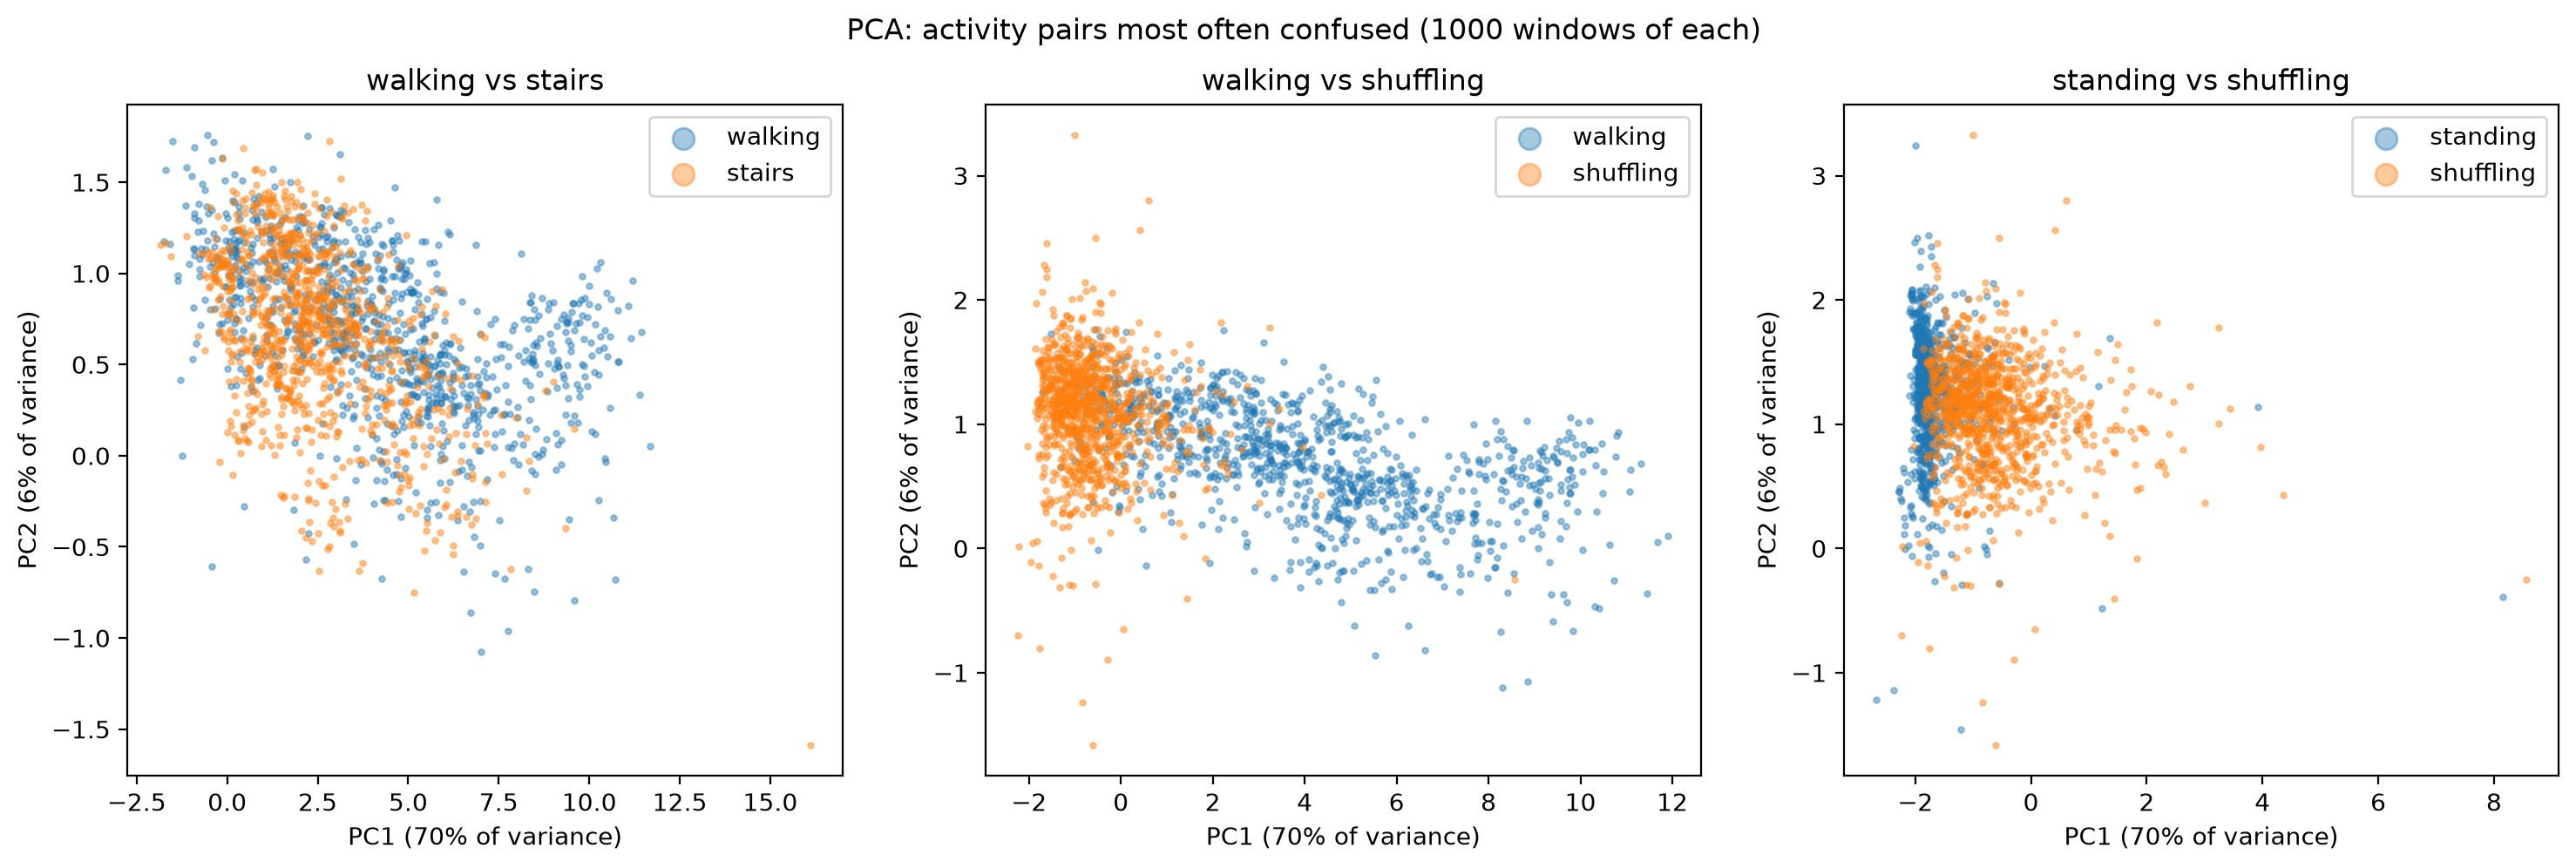 PCA: activity pairs most often confused (1000 windows of each)
walking vs stairs
walking
stairs
1.5
1.0
0.5
0.0
−0.5
−1.0
−1.5
PC2 (6% of variance)
−2.5
0.0
2.5
5.0
7.5
10.0
12.5
15.0
PC1 (70% of variance)
walking vs shuffling
walking
shuffling
3
2
1
0
−1
PC2 (6% of variance)
−2
0
2
4
6
8
10
12
PC1 (70% of variance)
standing vs shuffling
standing
shuffling
3
2
1
0
−1
PC2 (6% of variance)
−2
0
2
4
6
8
PC1 (70% of variance)